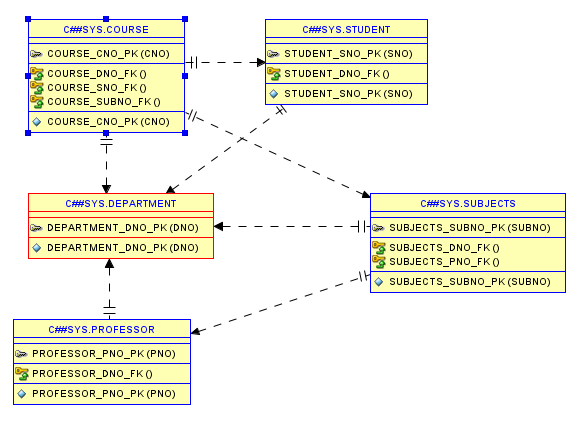 C##SYS.COURSE
COURSE_CNO_PK (CNO)
COURSE_DNO_FK ()
COURSE_SNO_FK ()
COURSE_SUBNO_FK ()
COURSE_CNO_PK (CNO)
C##SYS.STUDENT
STUDENT_SNO_PK (SNO)
STUDENT_DNO_FK ()
STUDENT_SNO_PK (SNO)
C##SYS.DEPARTMENT
DEPARTMENT_DNO_PK (DNO)
DEPARTMENT_DNO_PK (DNO)
C##SYS.SUBJECTS
SUBJECTS_SUBNO_PK (SUBNO)
SUBJECTS_DNO_FK ()
SUBJECTS_PNO_FK ()
SUBJECTS_SUBNO_PK (SUBNO)
C##SYS.PROFESSOR
PROFESSOR_PNO_PK (PNO)
PROFESSOR_DNO_FK ()
PROFESSOR_PNO_PK (PNO)